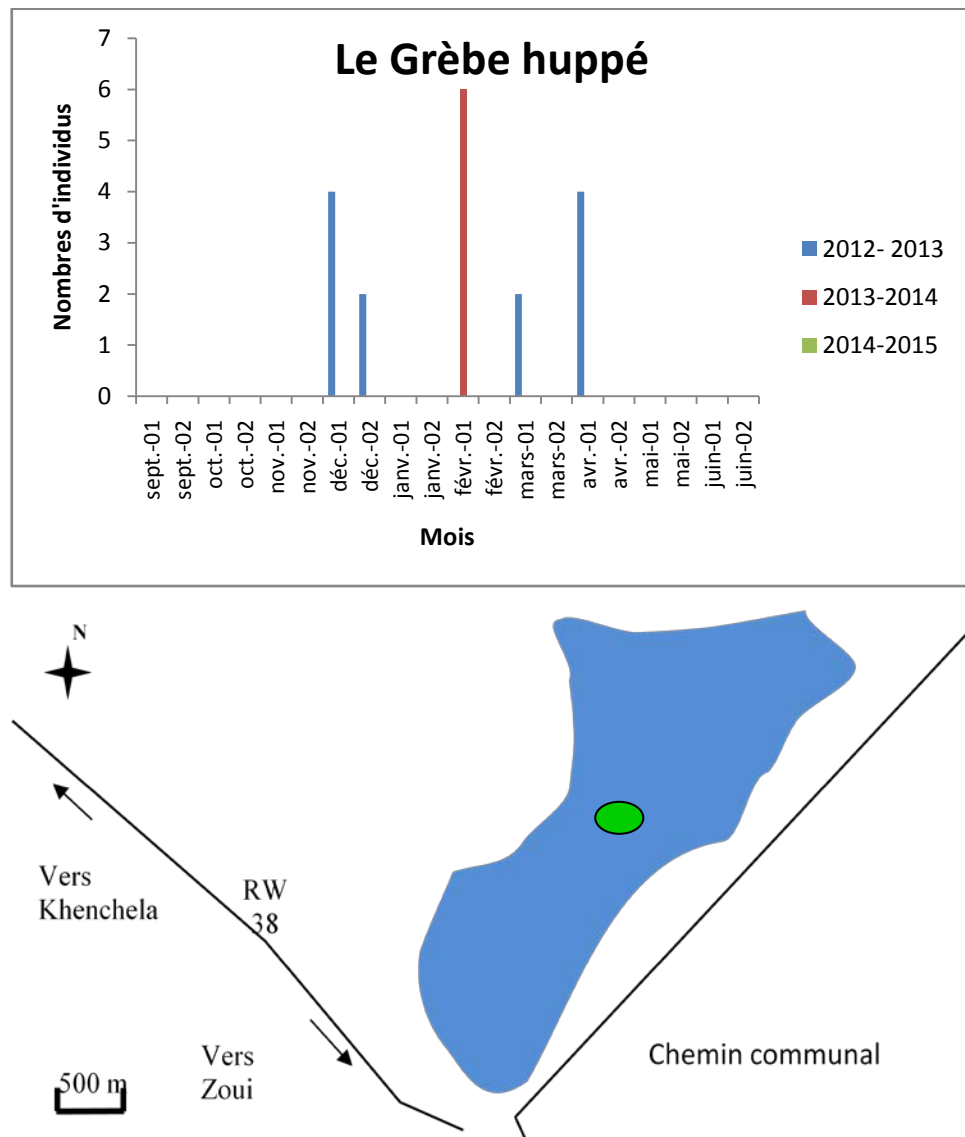 Le Grèbe huppé
Nombres d'individus
7
6
5
4
3
2
1
0
sept.-01
sept.-02
oct.-01
oct.-02
nov.-01
nov.-02
déc.-01
déc.-02
janv.-01
janv.-02
févr.-01
févr.-02
mars-01
mars-02
avr.-01
avr.-02
mai-01
mai-02
juin-01
juin-02
Mois
2012- 2013
2013-2014
2014-2015
N
Vers
Khenchela
RW
38
Vers
Zoui
500 m
Chemin communal